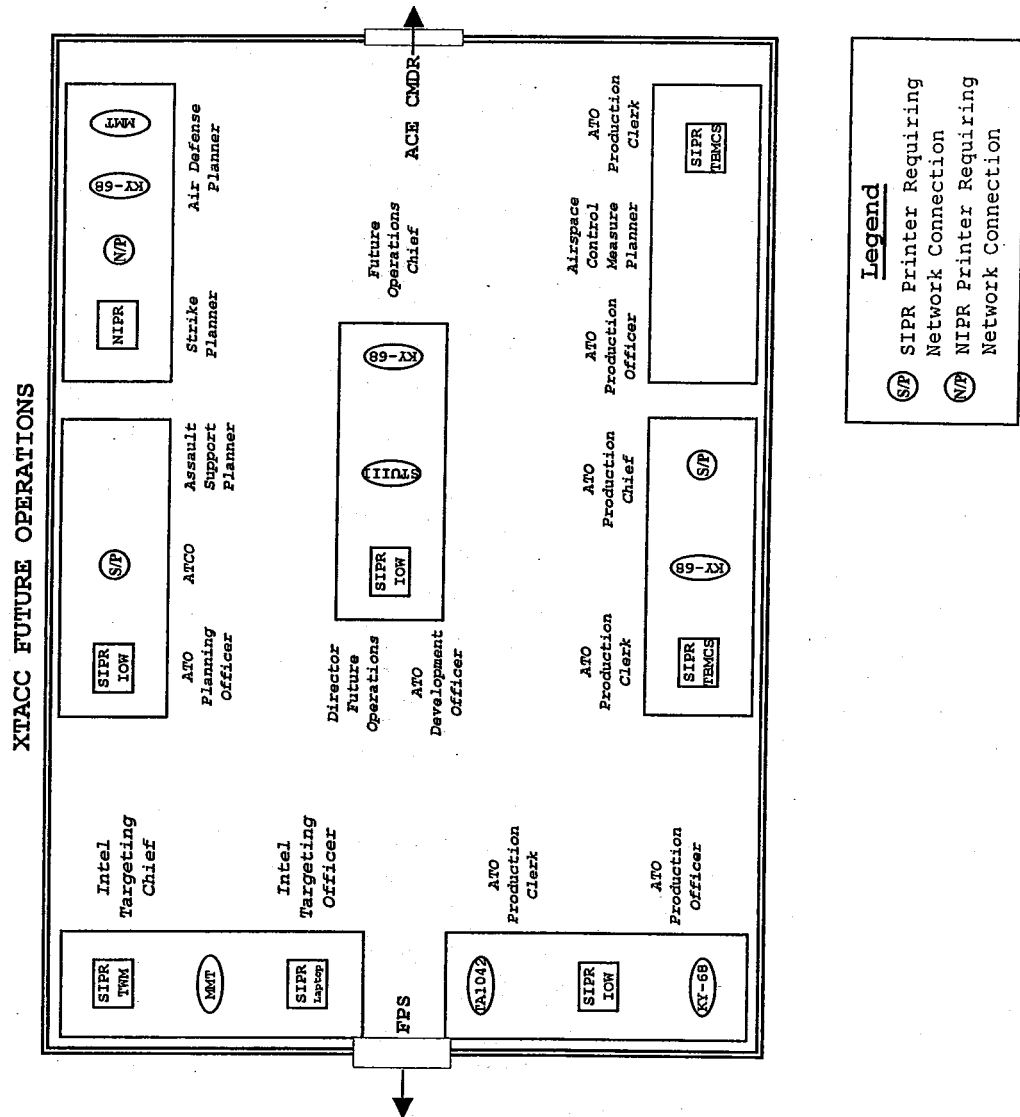 XTACC FUTURE OPERATIONS
SIPR
TWM
MMT
SIPR
Laptop
Intel
Targeting
Chief
Intel
Targeting
Officer
SIPR
IOW
S/P
ATO
Planning
Officer
ATCO
Assault
Support
Planner
NIPR
N/P
KY-68
MMT
Strike
Planner
Air Defense
Planner
Director
Future
Operations
ATO
Development
Officer
SIPR
IOW
STUIII
KY-68
Future
Operations
Chief
FPS
ACE CMDR
TA1042
SIPR
IOW
KY-68
ATO
Production
Clerk
ATO
Production
Officer
ATO
Production
Clerk
ATO
Production
Chief
SIPR
TBMCS
KY-68
S/P
ATO
Production
Officer
Airspace
Control
Measure
Planner
ATO
Production
Clerk
SIPR
TBMCS
Legend
S/P SIPR Printer Requiring
Network Connection
N/P NIPR Printer Requiring
Network Connection